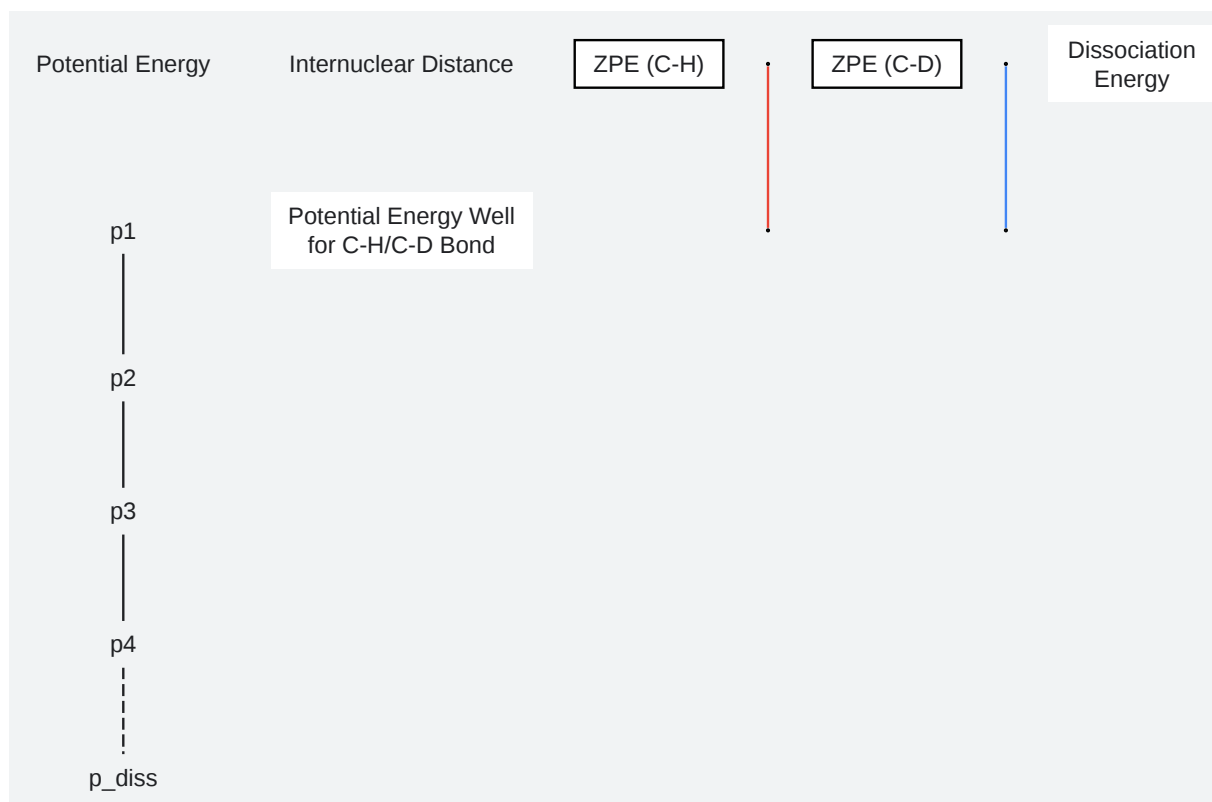 Potential Energy
Internuclear Distance
ZPE (C-H)
ZPE (C-D)
Dissociation
Energy
Potential Energy Well
for C-H/C-D Bond
p1
p2
p3
p4
p_diss